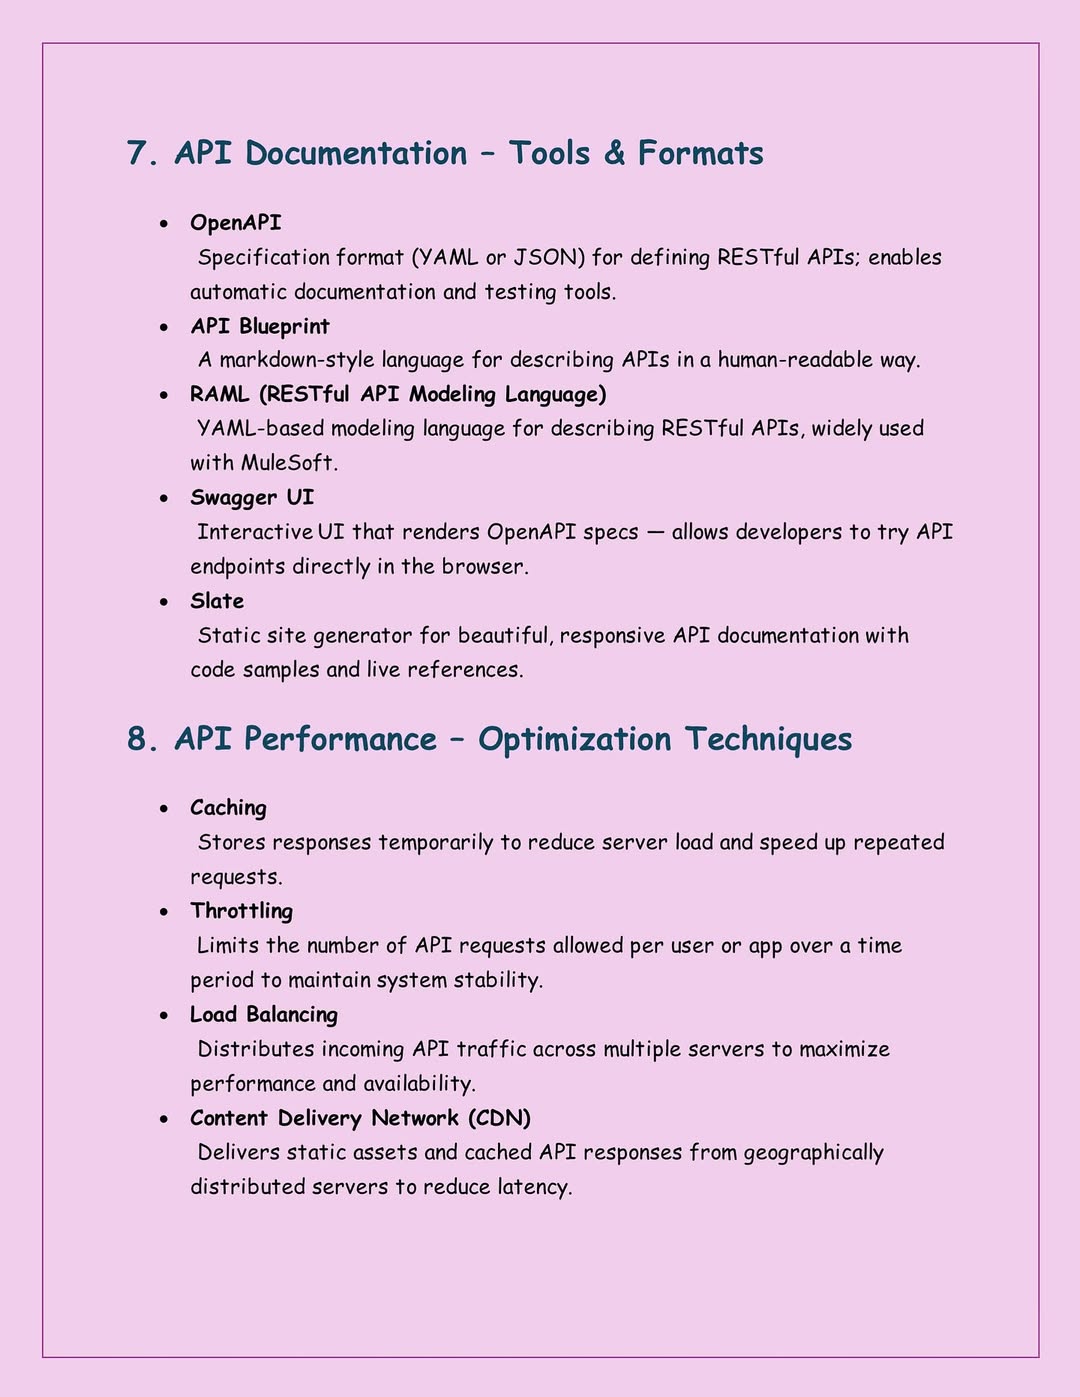 7. API Documentation – Tools & Formats
• OpenAPI
Specification format (YAML or JSON) for defining RESTful APIs; enables
automatic documentation and testing tools.
• API Blueprint
A markdown-style language for describing APIs in a human-readable way.
• RAML (RESTful API Modeling Language)
YAML-based modeling language for describing RESTful APIs, widely used
with MuleSoft.
• Swagger UI
Interactive UI that renders OpenAPI specs — allows developers to try API
endpoints directly in the browser.
• Slate
Static site generator for beautiful, responsive API documentation with
code samples and live references.
8. API Performance – Optimization Techniques
• Caching
Stores responses temporarily to reduce server load and speed up repeated
requests.
• Throttling
Limits the number of API requests allowed per user or app over a time
period to maintain system stability.
• Load Balancing
Distributes incoming API traffic across multiple servers to maximize
performance and availability.
• Content Delivery Network (CDN)
Delivers static assets and cached API responses from geographically
distributed servers to reduce latency.